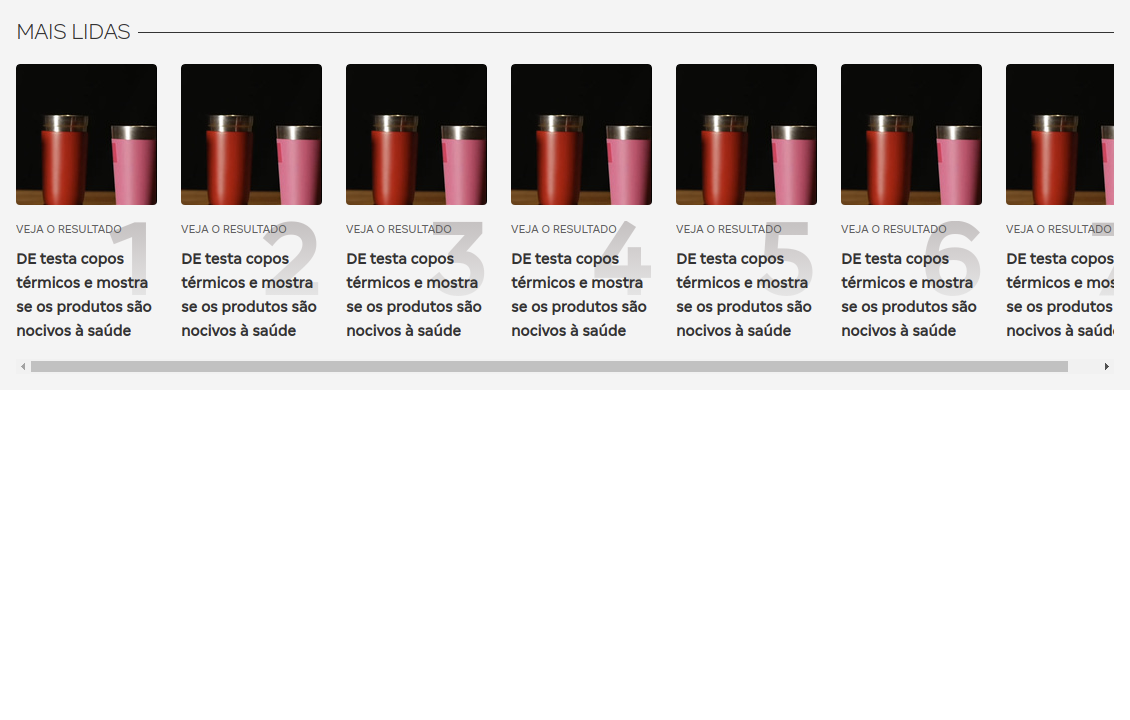 MAIS LIDAS
VEJA O RESULTADO
1
DE testa copos
térmicos e mostra
se os produtos são
nocivos à saúde
VEJA O RESULTADO
2
DE testa copos
térmicos e mostra
se os produtos são
nocivos à saúde
VEJA O RESULTADO
3
DE testa copos
térmicos e mostra
se os produtos são
nocivos à saúde
VEJA O RESULTADO
4
DE testa copos
térmicos e mostra
se os produtos são
nocivos à saúde
VEJA O RESULTADO
5
DE testa copos
térmicos e mostra
se os produtos são
nocivos à saúde
VEJA O RESULTADO
6
DE testa copos
térmicos e mostra
se os produtos são
nocivos à saúde
VEJA O RESULTADO
7
DE testa copos
térmicos e mos
se os produtos
nocivos à saúd